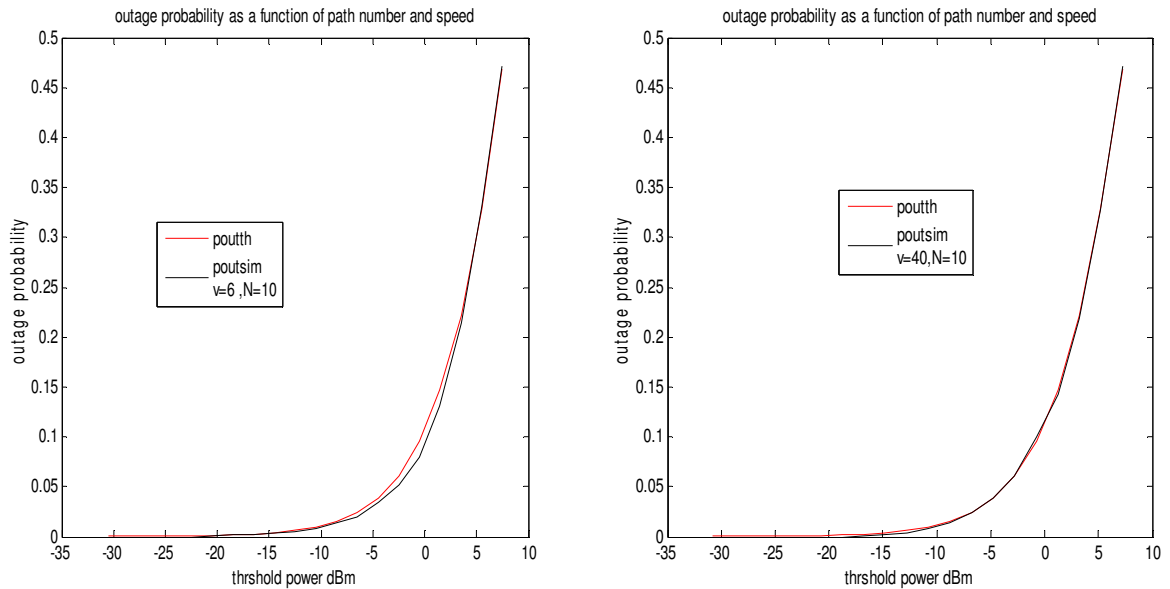 outage probability as a function of path number and speed
0.5
0.45
0.4
0.35
0.3
0.25
0.2
0.15
0.1
0.05
0
outage probability
poutth
poutsim
v=6 ,N=10
-35 -30 -25 -20 -15 -10 -5 0 5 10
thrshold power dBm
outage probability as a function of path number and speed
0.5
0.45
0.4
0.35
0.3
0.25
0.2
0.15
0.1
0.05
0
outage probability
poutth
poutsim
v=40,N=10
-35 -30 -25 -20 -15 -10 -5 0 5 10
thrshold power dBm